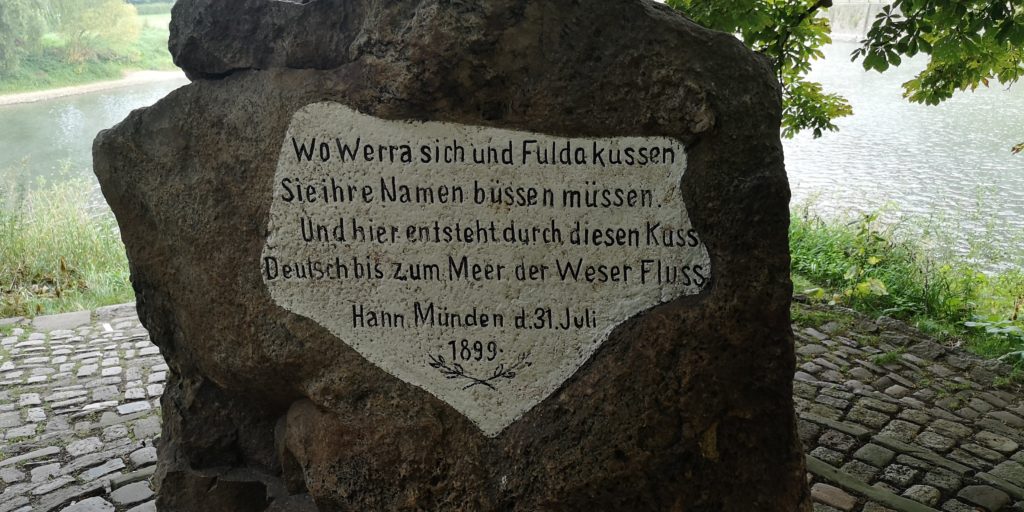 Wo Werra sich und Fulda küssen
Sie ihre Namen büssen müssen.
Und hier entsteht durch diesen Kuss
Deutsch bis zum Meer der Weser Fluss.
Hann. Münden d. 31. Juli
1899.